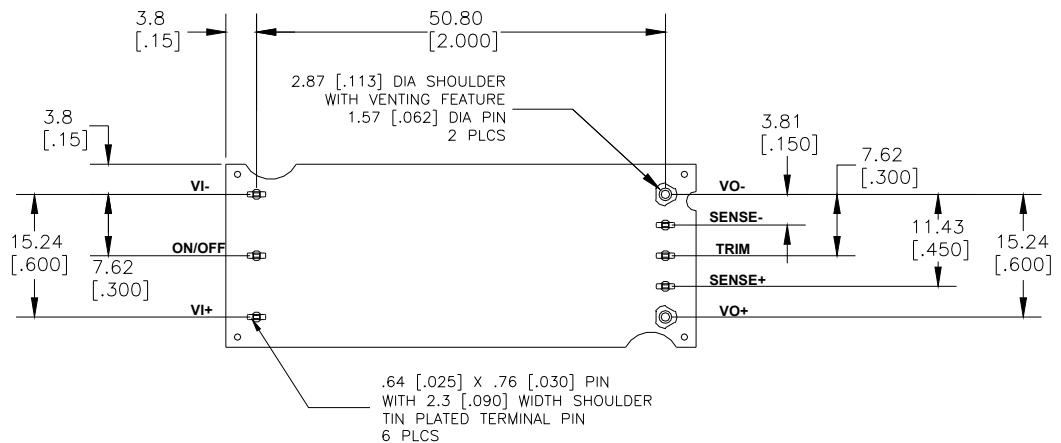 3.8
[.15]
50.80
[2.000]
2.87 [.113] DIA SHOULDER
WITH VENTING FEATURE
1.57 [.062] DIA PIN
2 PLCS
3.8
[.15]
3.81
[.150]
7.62
[.300]
VI-
VO-
SENSE-
15.24
[.600]
ON/OFF
7.62
[.300]
TRIM
11.43
[.450]
15.24
[.600]
SENSE+
VI+
VO+
.64 [.025] X .76 [.030] PIN
WITH 2.3 [.090] WIDTH SHOULDER
TIN PLATED TERMINAL PIN
6 PLCS